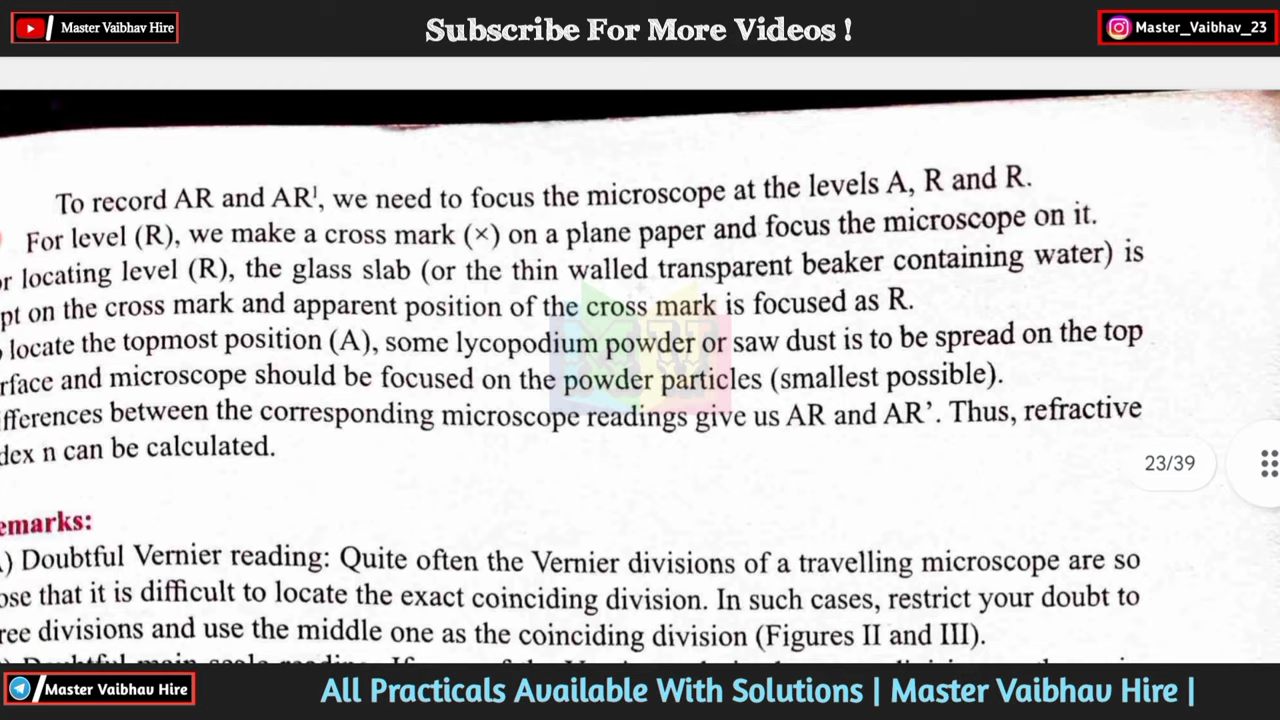 Master Vaibhav Hire
Subscribe For More Videos !
Master_Vaibhav_23
To record AR and AR¹, we need to focus the microscope at the levels A, R and R.
For level (R), we make a cross mark (×) on a plane paper and focus the microscope on it.
r locating level (R), the glass slab (or the thin walled transparent beaker containing water) is
pt on the cross mark and apparent position of the cross mark is focused as R.
locate the topmost position (A), some lycopodium powder or saw dust is to be spread on the top
rface and microscope should be focused on the powder particles (smallest possible).
fferences between the corresponding microscope readings give us AR and AR’. Thus, refractive
dex n can be calculated.
23/39
emarks:
) Doubtful Vernier reading: Quite often the Vernier divisions of a travelling microscope are so
ose that it is difficult to locate the exact coinciding division. In such cases, restrict your doubt to
ree divisions and use the middle one as the coinciding division (Figures II and III).
Master Vaibhav Hire
All Practicals Available With Solutions | Master Vaibhav Hire |